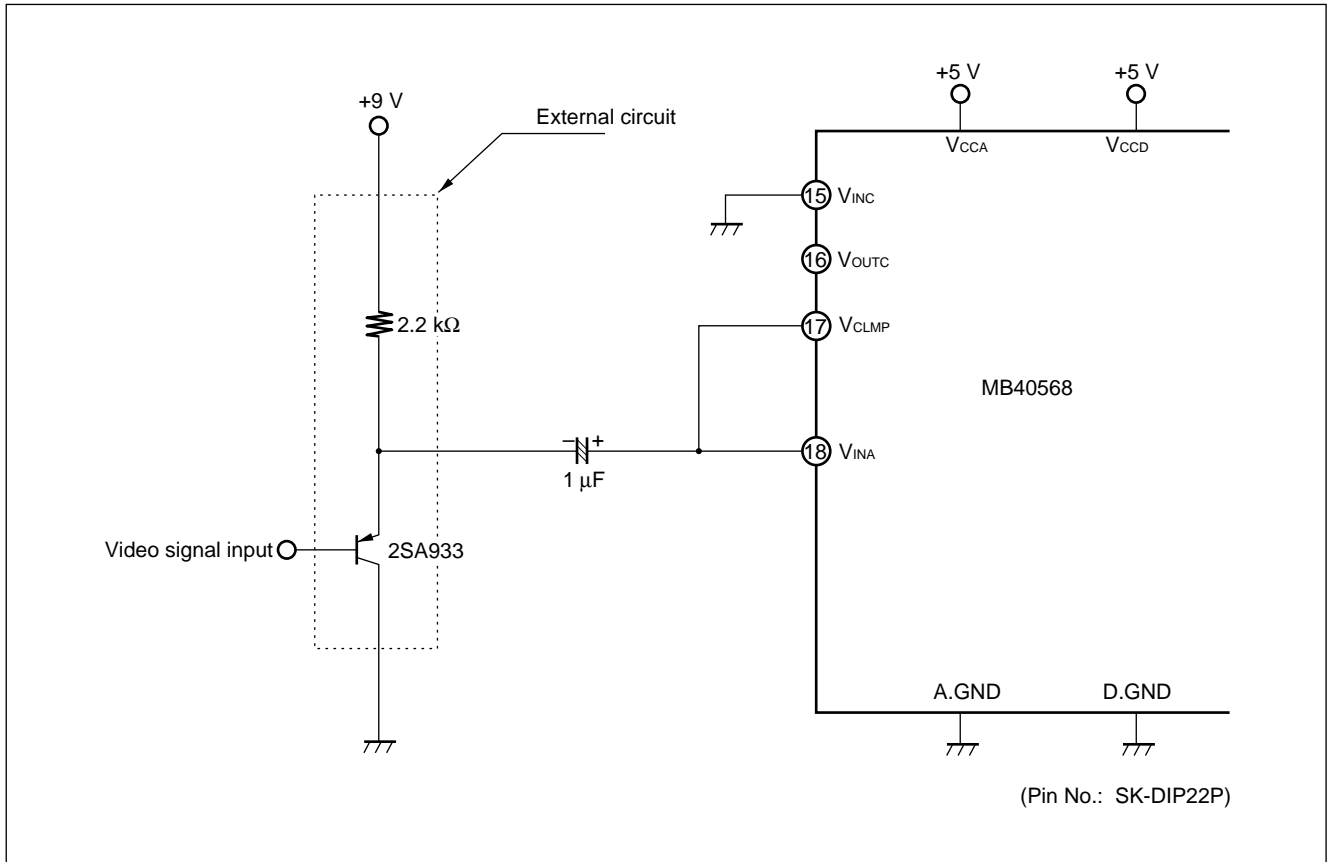 +5 V
+5 V
+9 V
External circuit
VCCA
VCCD
15
VINC
16
VOUTC
2.2 kΩ
17
VCLMP
MB40568
– +
18
VINA
1 µF
Video signal input
2SA933
A.GND
D.GND
(Pin No.: SK-DIP22P)